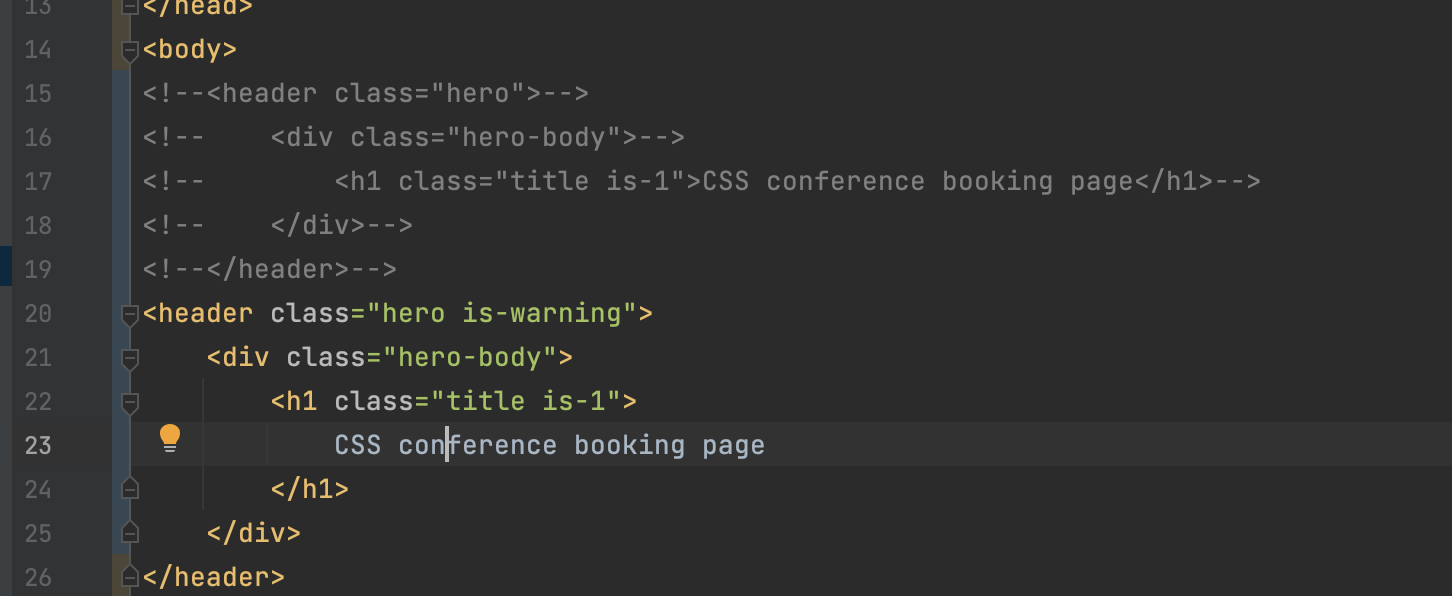 13 </head>
14 <body>
15 <!--<header class="hero">-->
16 <!--    <div class="hero-body">-->
17 <!--        <h1 class="title is-1">CSS conference booking page</h1>-->
18 <!--    </div>-->
19 <!--</header>-->
20 <header class="hero is-warning">
21     <div class="hero-body">
22         <h1 class="title is-1">
23             CSS conference booking page
24         </h1>
25     </div>
26 </header>